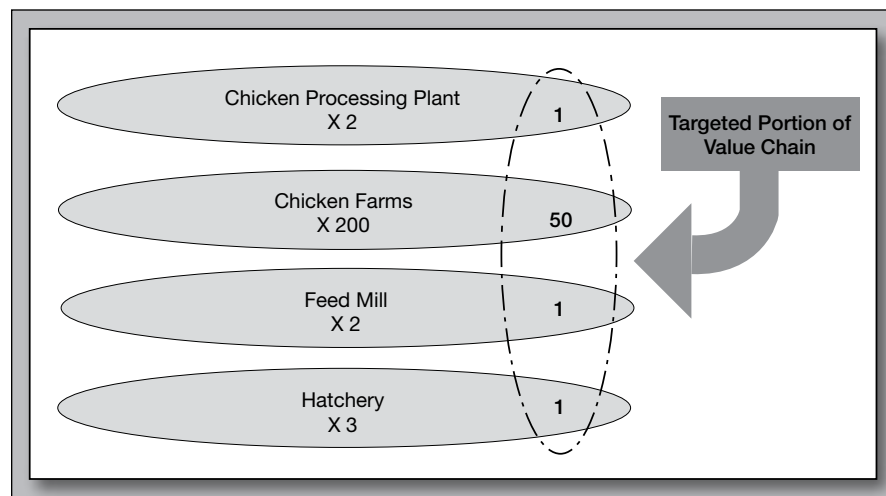 Chicken Processing Plant
X 2
1
Targeted Portion of
Value Chain
Chicken Farms
X 200
50
Feed Mill
X 2
1
Hatchery
X 3
1